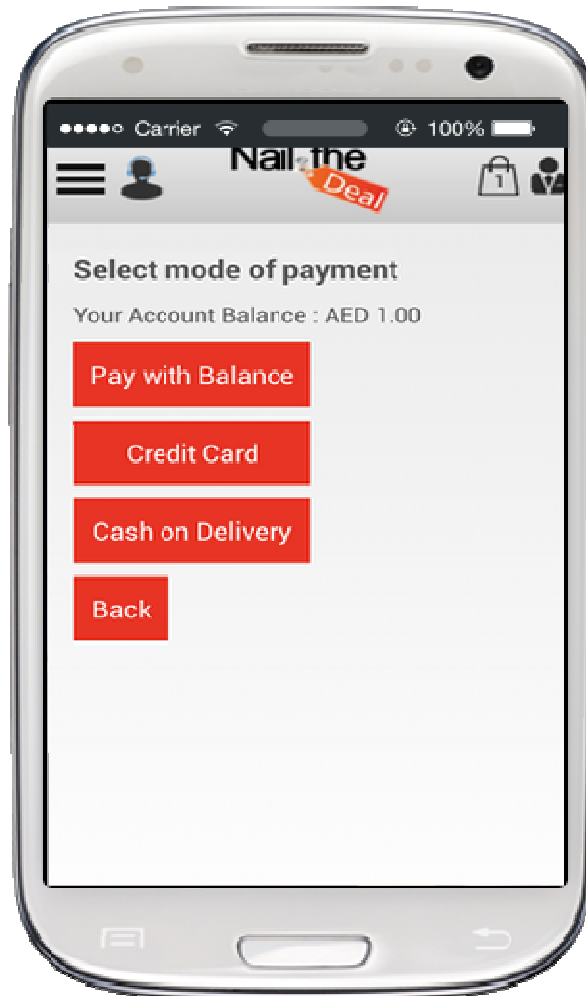 Carrier 100%
Nail the
Deal
1
Select mode of payment
Your Account Balance : AED 1.00
Pay with Balance
Credit Card
Cash on Delivery
Back